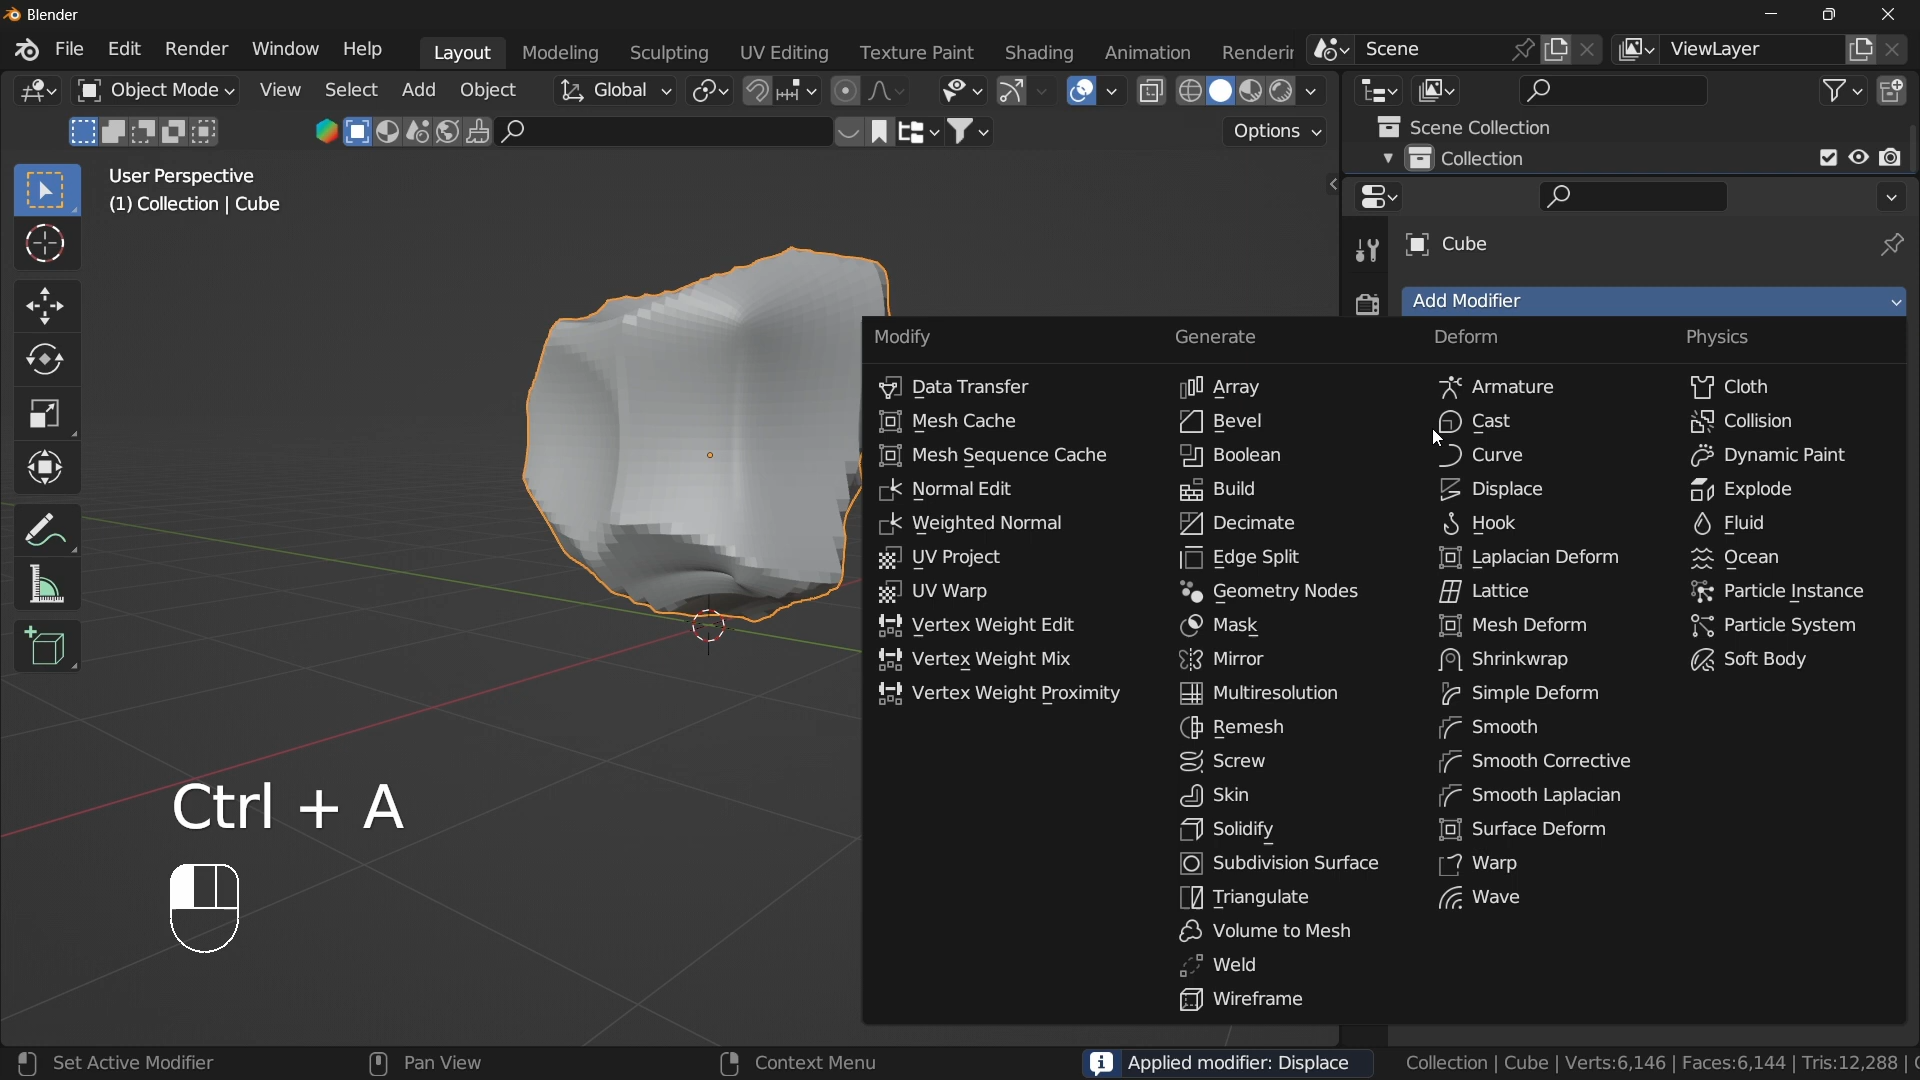 Blender
File Edit Render Window Help Layout Modeling Sculpting UV Editing Texture Paint Shading Animation Renderin Scene ViewLayer
Object Mode View Select Add Object Global
Options
Scene Collection
Collection
User Perspective
(1) Collection | Cube
Cube
Add Modifier
Modify Generate Deform Physics
Data Transfer Array Armature Cloth
Mesh Cache Bevel Cast Collision
Mesh Sequence Cache Boolean Curve Dynamic Paint
Normal Edit Build Displace Explode
Weighted Normal Decimate Hook Fluid
UV Project Edge Split Laplacian Deform Ocean
UV Warp Geometry Nodes Lattice Particle Instance
Vertex Weight Edit Mask Mesh Deform Particle System
Vertex Weight Mix Mirror Shrinkwrap Soft Body
Vertex Weight Proximity Multiresolution Simple Deform
Remesh Smooth
Screw Smooth Corrective
Skin Smooth Laplacian
Solidify Surface Deform
Subdivision Surface Warp
Triangulate Wave
Volume to Mesh
Weld
Wireframe
Ctrl + A
Set Active Modifier Pan View Context Menu Applied modifier: Displace Collection | Cube | Verts:6,146 | Faces:6,144 | Tris:12,288 |